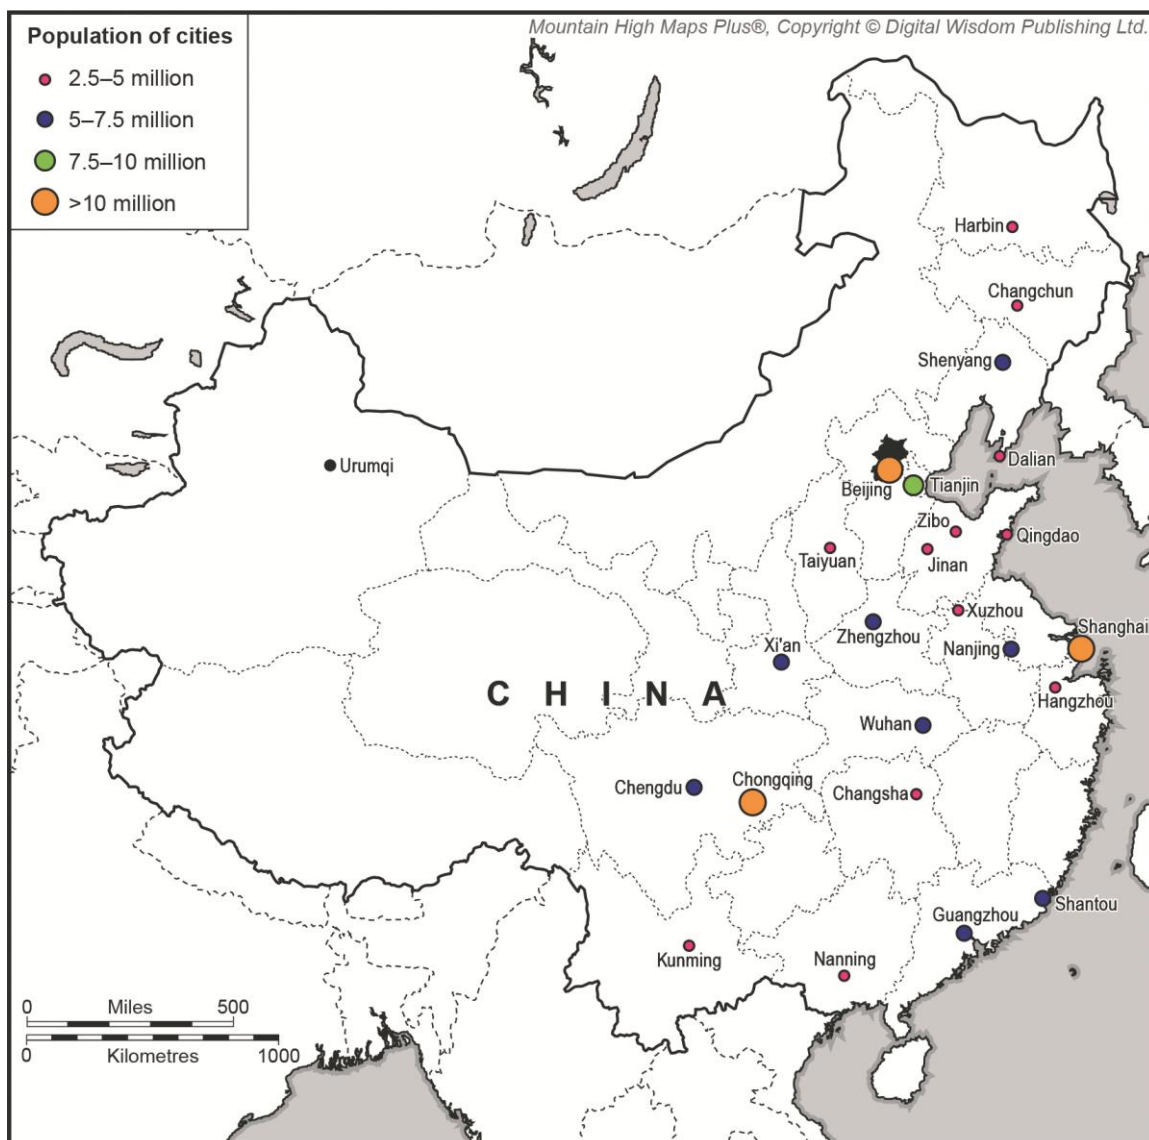 Mountain High Maps Plus®, Copyright © Digital Wisdom Publishing Ltd.
Population of cities
2.5–5 million
5–7.5 million
7.5–10 million
>10 million
Harbin
Changchun
Shenyang
Urumqi
Dalian
Beijing
Tianjin
Zibo
Qingdao
Taiyuan
Jinan
Xuzhou
Zhengzhou
Shanghai
Xi'an
Nanjing
CHINA
Hangzhou
Wuhan
Chengdu
Chongqing
Changsha
Shantou
Guangzhou
Kunming
Nanning
0 Miles 500
0 Kilometres 1000